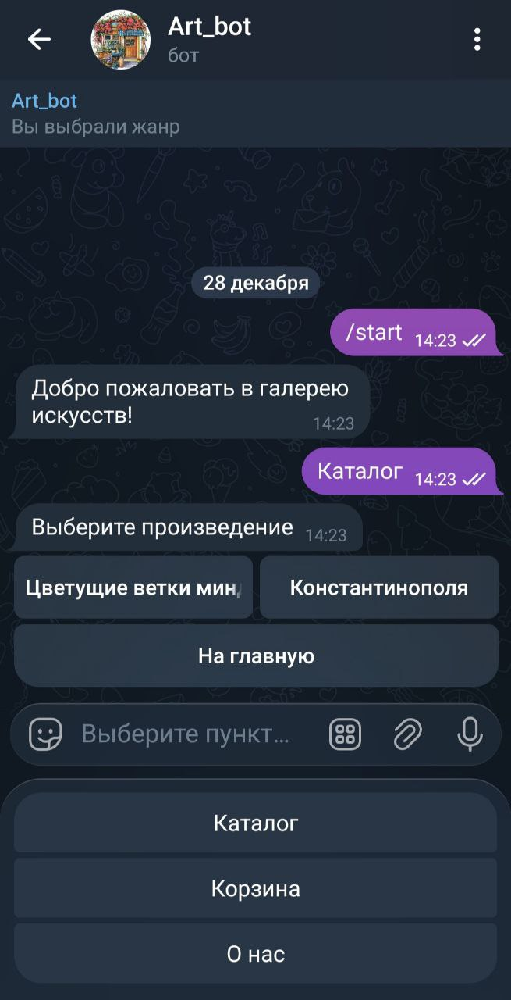 Art_bot
бот
Art_bot
Вы выбрали жанр
28 декабря
/start 14:23
Добро пожаловать в галерею
искусств! 14:23
Каталог 14:23
Выберите произведение 14:23
Цветущие ветки Константинополя
На главную
Выберите пункт...
Каталог
Корзина
О нас